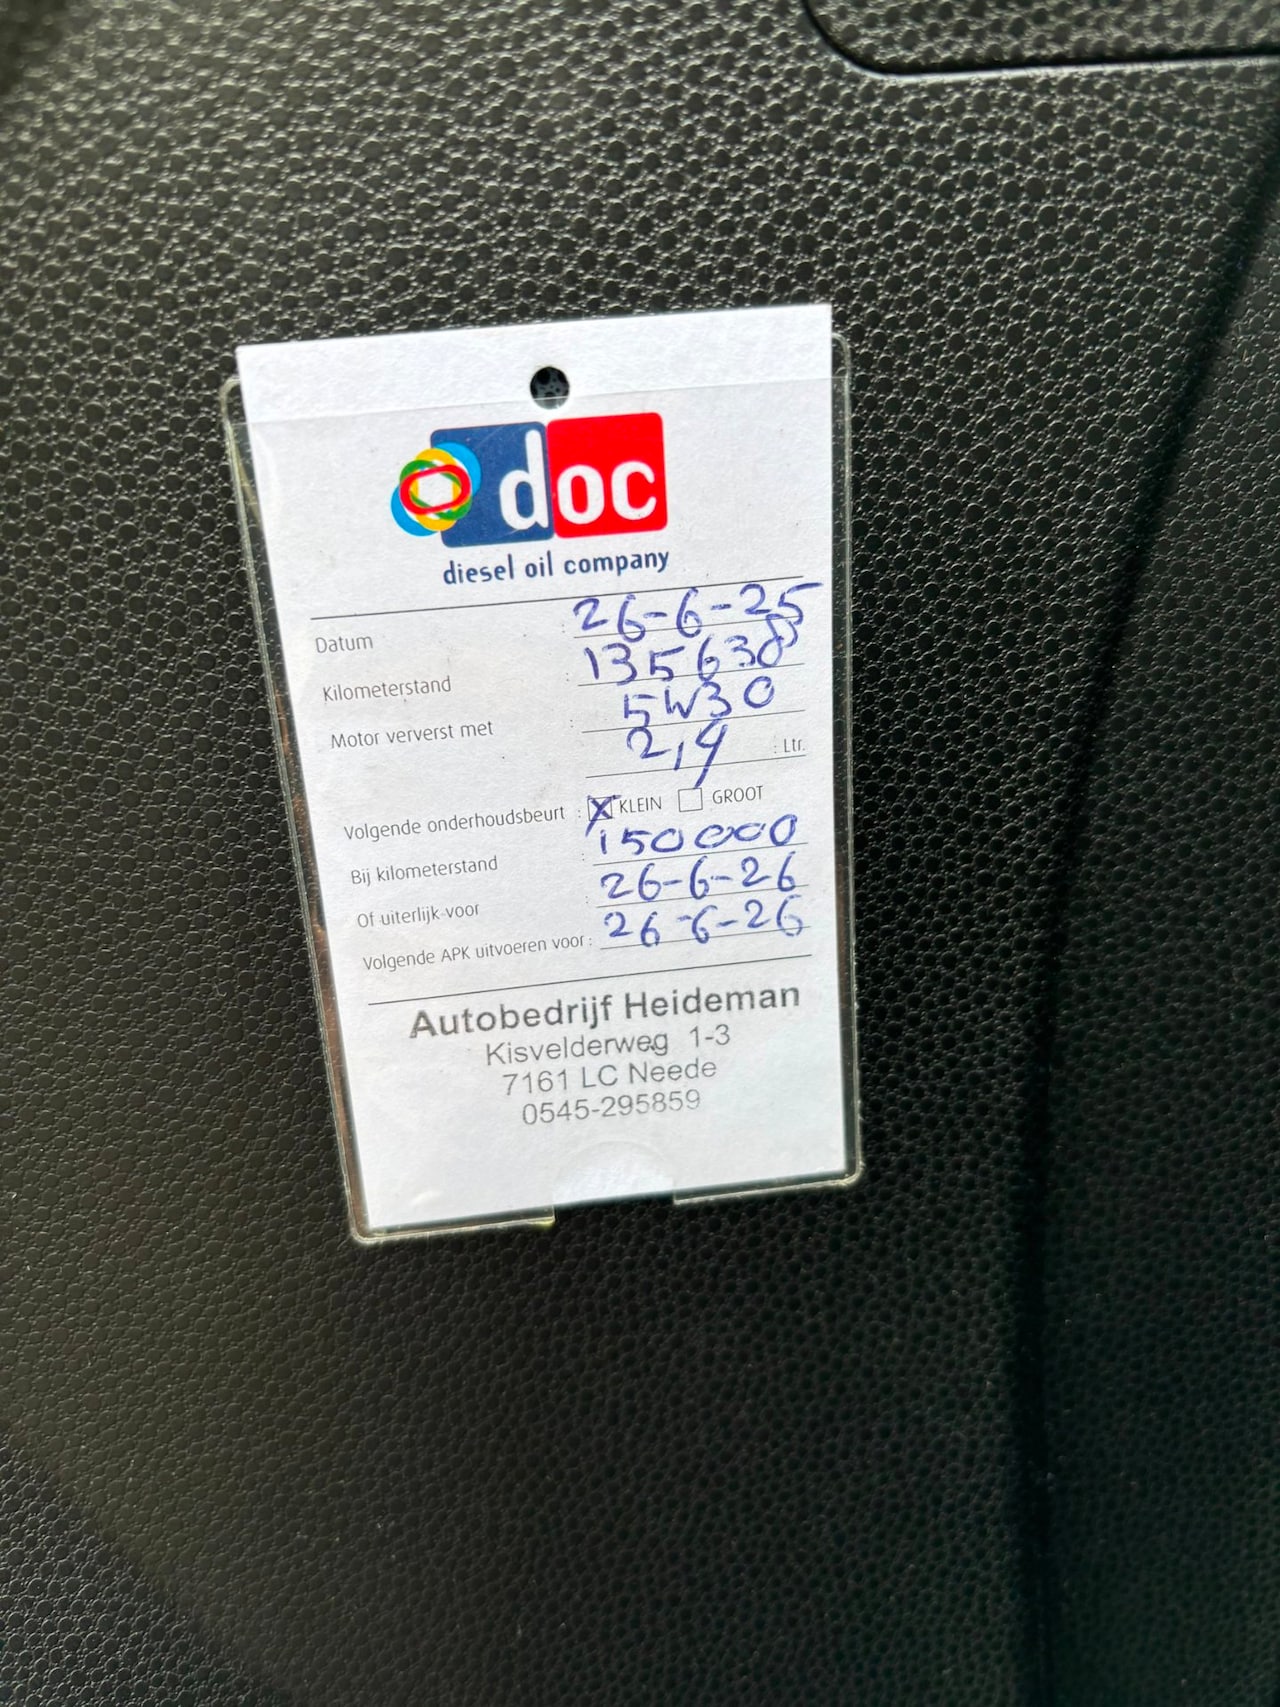 doc
diesel oil company
Datum : 26-6-25
Kilometerstand : 135638
Motor ververst met : 5W30
2,9 : Ltr.
Volgende onderhoudsbeurt : X KLEIN GROOT
Bij kilometerstand : 150000
Of uiterlijk voor : 26-6-26
Volgende APK uitvoeren voor : 26-6-26
Autobedrijf Heideman
Kisvelderweg 1-3
7161 LC Neede
0545-295859